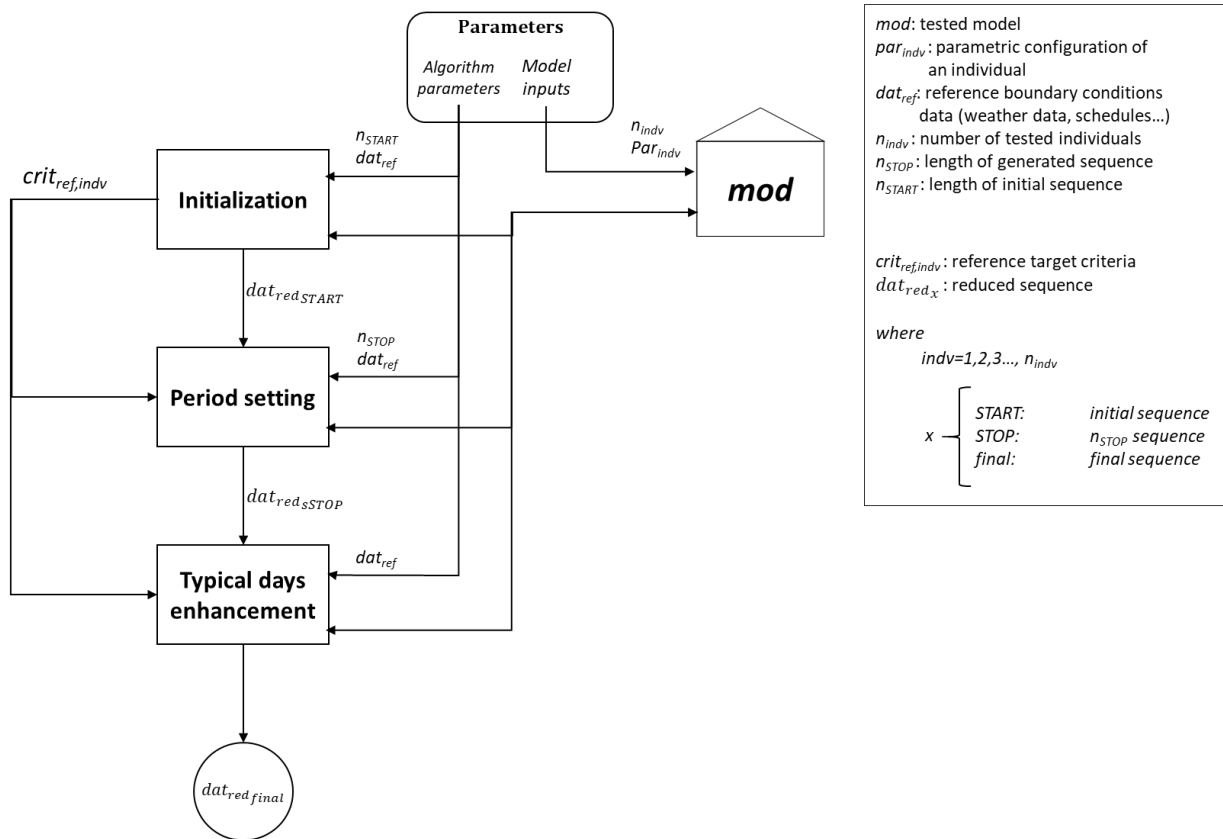 Parameters
Algorithm parameters
Model inputs
n_START
dat_ref
n_indv
Par_indv
crit_ref,indv
Initialization
mod
dat_red_START
n_STOP
dat_ref
Period setting
dat_red_sSTOP
dat_ref
Typical days
enhancement
dat_red_final
mod: tested model
par_indv : parametric configuration of
an individual
dat_ref: reference boundary conditions
data (weather data, schedules…)
n_indv: number of tested individuals
n_STOP: length of generated sequence
n_START: length of initial sequence
crit_ref,indv : reference target criteria
dat_red_x : reduced sequence
where
indv=1,2,3..., n_indv
START: initial sequence
x STOP: n_STOP sequence
final: final sequence